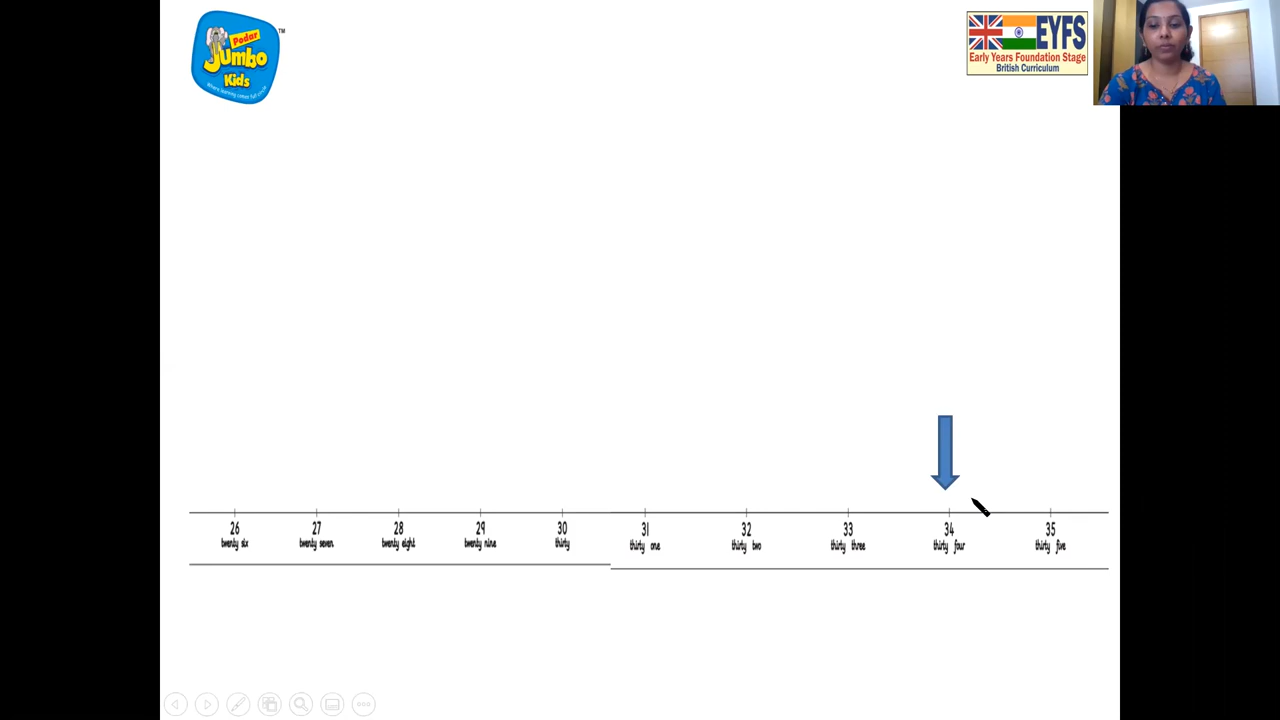 Podar
Jumbo
Kids
TM
EYFS
Early Years Foundation Stage
British Curriculum
26 27 28 29 30 31 32 33 34 35
twenty six twenty seven twenty eight twenty nine thirty thirty one thirty two thirty three thirty four thirty five